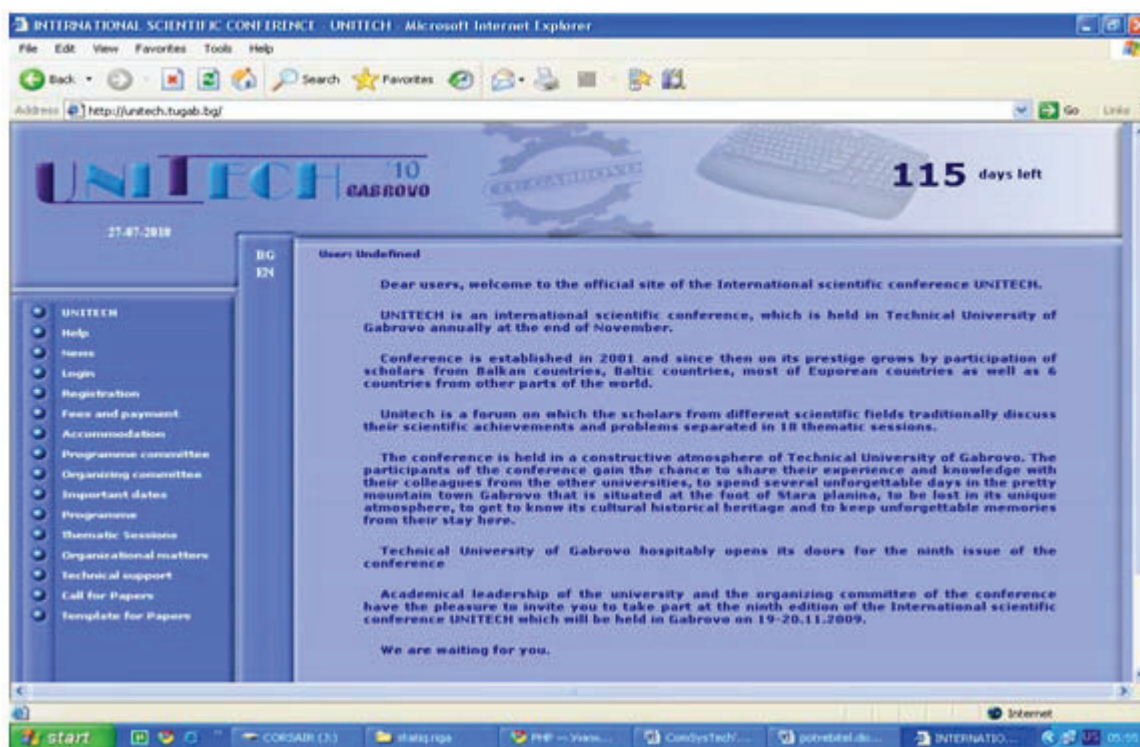 INTERNATIONAL SCIENTIFIC CONFERENCE - UNITECH - Microsoft Internet Explorer
File Edit View Favorites Tools Help
Back Search Favorites
Address http://unitech.tugab.bg/ Go Links
UNITECH '10
GABROVO
115 days left
27-07-2010
BG
EN
User: Undefined
UNITECH
Help
News
Login
Registration
Fees and payment
Accommodation
Programme committee
Organizing committee
Important dates
Programme
Thematic Sessions
Organizational matters
Technical support
Call for Papers
Template for Papers
Dear users, welcome to the official site of the International scientific conference UNITECH.
UNITECH is an international scientific conference, which is held in Technical University of
Gabrovo annually at the end of November.
Conference is established in 2001 and since then on its prestige grows by participation of
scholars from Balkan countries, Baltic countries, most of Euporean countries as well as 6
countries from other parts of the world.
Unitech is a forum on which the scholars from different scientific fields traditionally discuss
their scientific achievements and problems separated in 18 thematic sessions.
The conference is held in a constructive atmosphere of Technical University of Gabrovo. The
participants of the conference gain the chance to share their experience and knowledge with
their colleagues from the other universities, to spend several unforgettable days in the pretty
mountain town Gabrovo that is situated at the foot of Stara planina, to be lost in its unique
atmosphere, to get to know its cultural historical heritage and to keep unforgettable memories
from their stay here.
Technical University of Gabrovo hospitably opens its doors for the ninth issue of the
conference
Academical leadership of the university and the organizing committee of the conference
have the pleasure to invite you to take part at the ninth edition of the International scientific
conference UNITECH which will be held in Gabrovo on 19-20.11.2009.
We are waiting for you.
Internet
start CORSAIR (J:) statiq riga PHP ComSysTech'... potrebitel.do... INTERNATIO... US